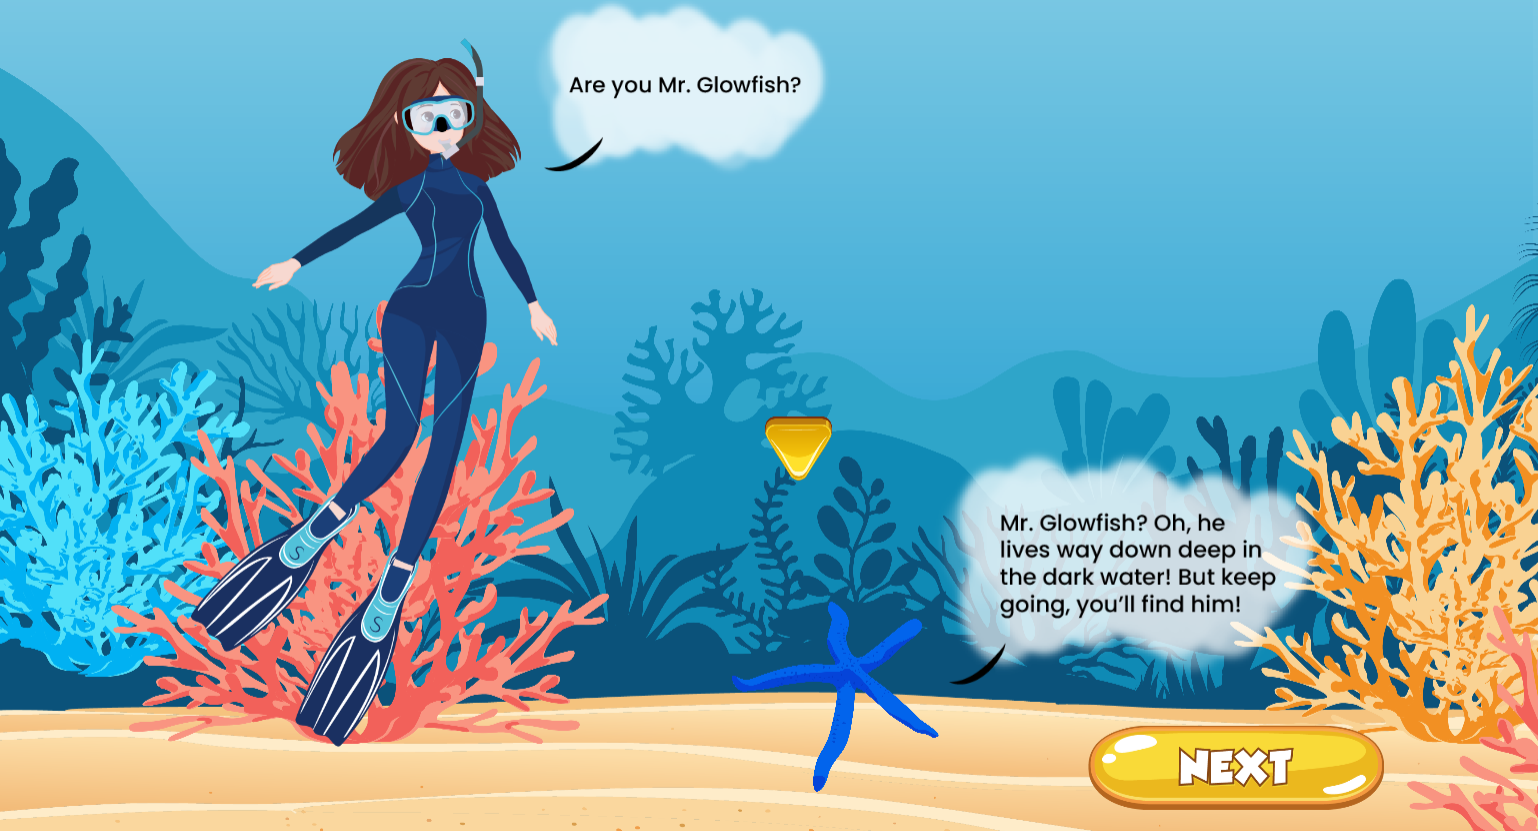 Are you Mr. Glowfish?
Mr. Glowfish? Oh, he
lives way down deep in
the dark water! But keep
going, you’ll find him!
S
S
NEXT